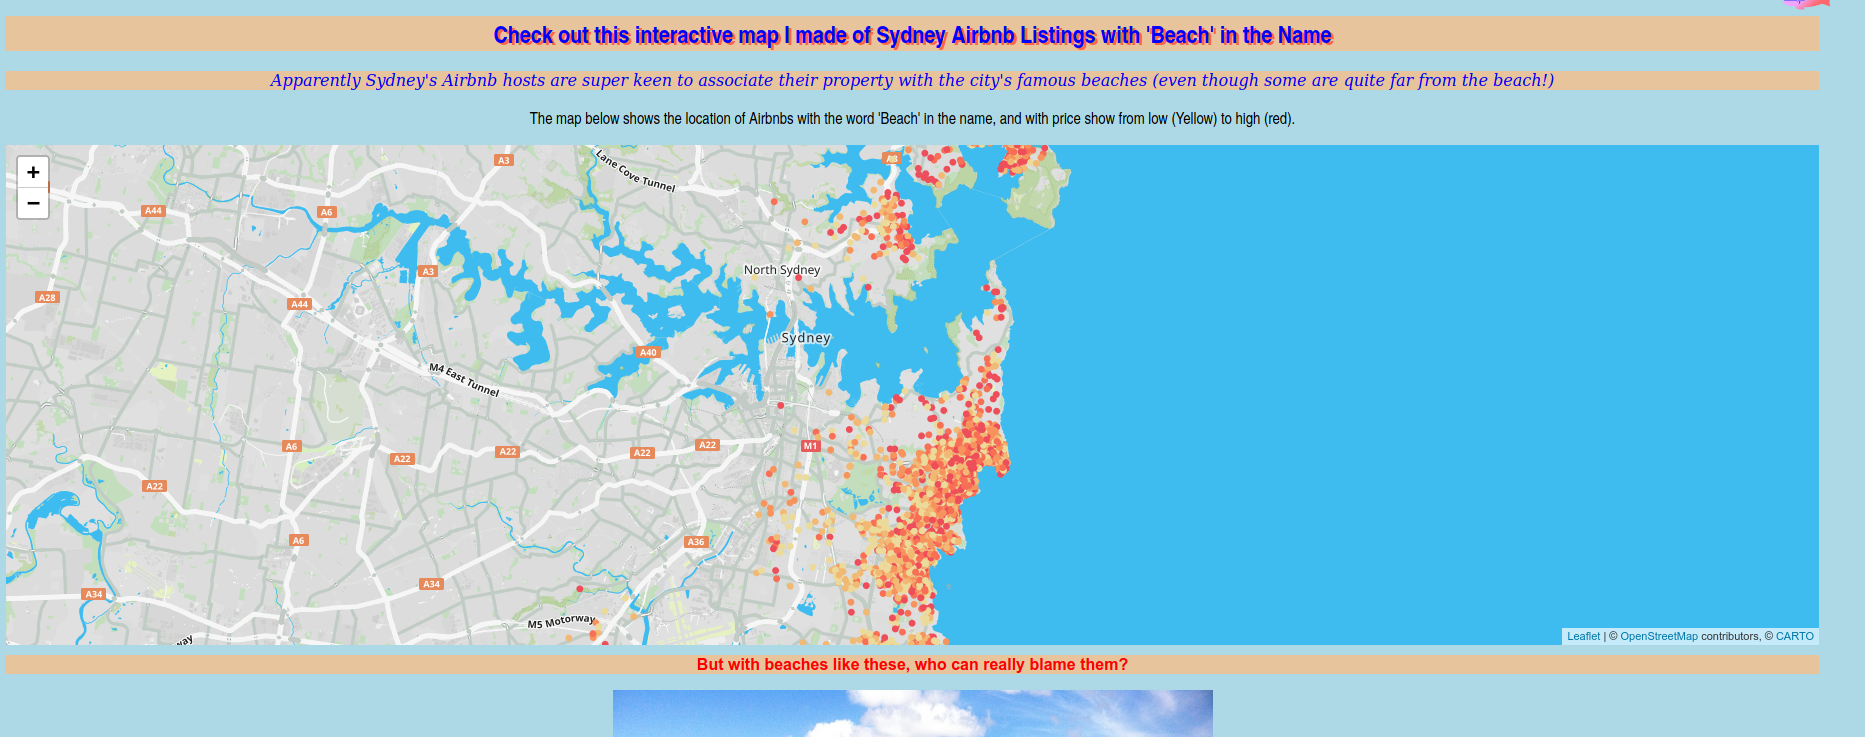 Check out this interactive map I made of Sydney Airbnb Listings with 'Beach' in the Name
Apparently Sydney's Airbnb hosts are super keen to associate their property with the city's famous beaches (even though some are quite far from the beach!)
The map below shows the location of Airbnbs with the word 'Beach' in the name, and with price show from low (Yellow) to high (red).
+
−
A3
Lane Cove Tunnel
A8
A44
A6
A3
North Sydney
A28
A44
Sydney
A40
M4 East Tunnel
A6
A22
A22
A22
A22
M1
A22
A6
A36
A34
A34
M5 Motorway
way
Leaflet | © OpenStreetMap contributors, © CARTO
But with beaches like these, who can really blame them?